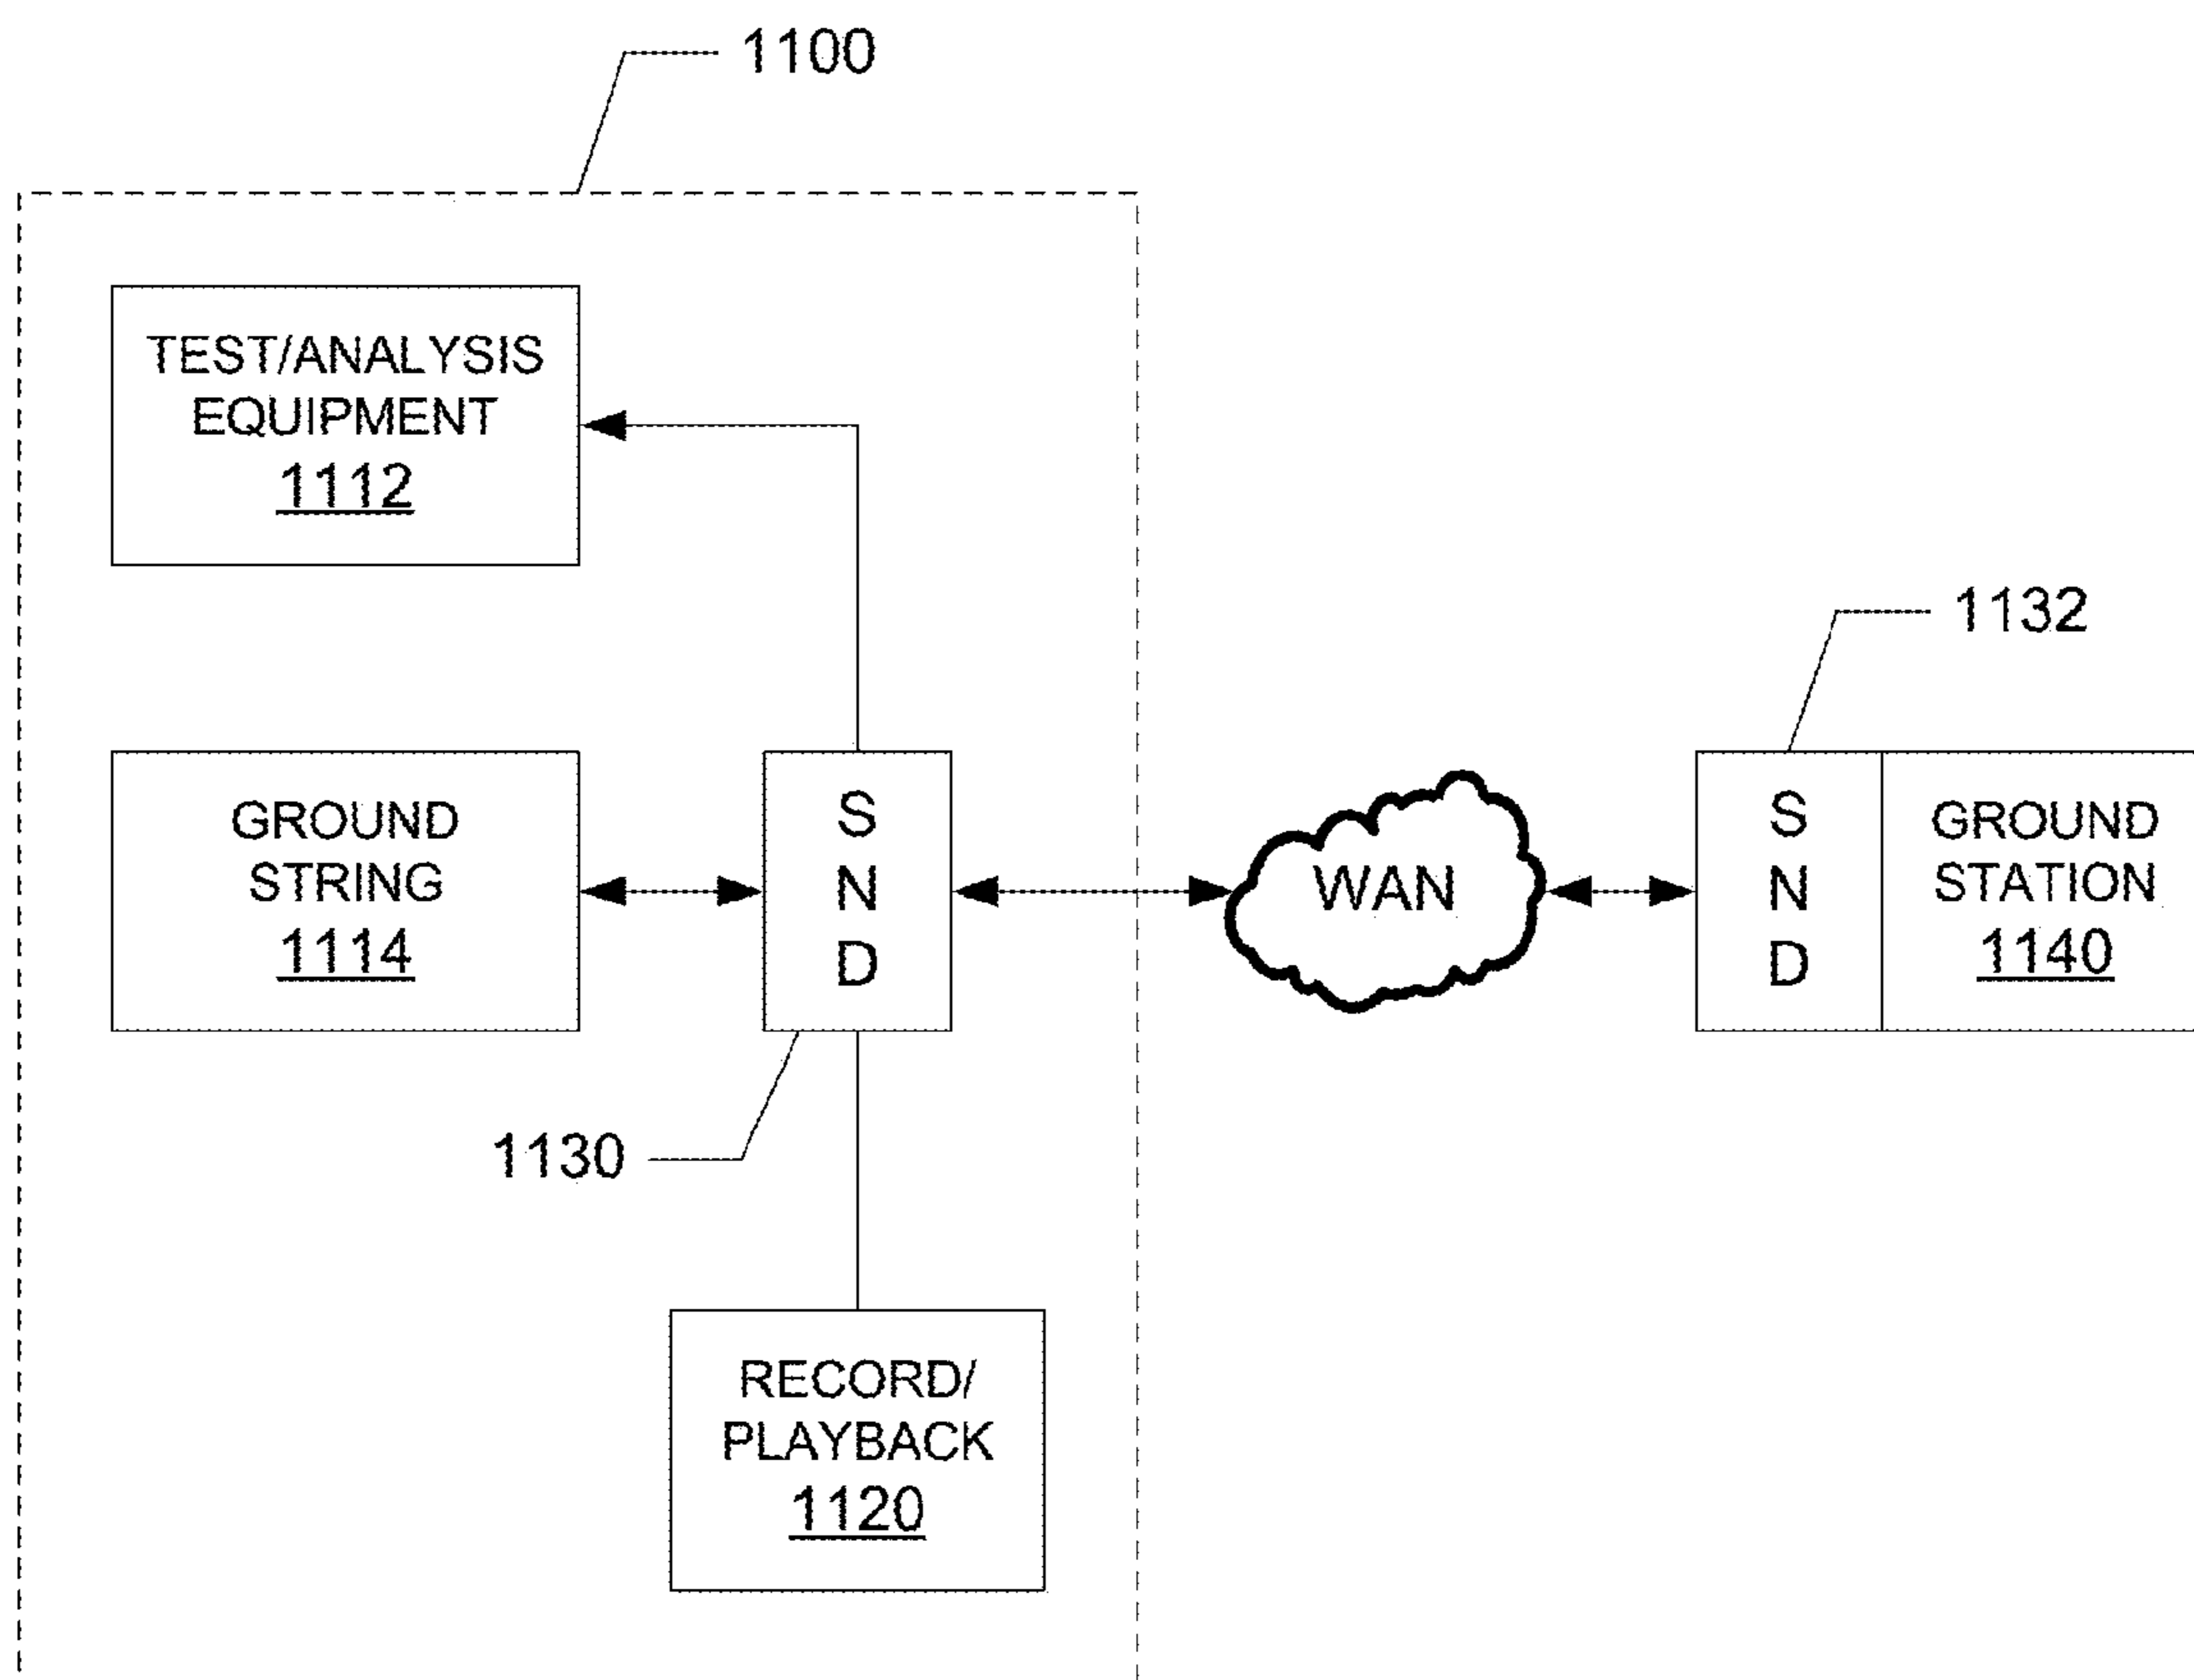 1100
TEST/ANALYSIS
EQUIPMENT
1112
1132
GROUND
STRING
1114
S
N
D
WAN
S
N
D
GROUND
STATION
1140
1130
RECORD/
PLAYBACK
1120